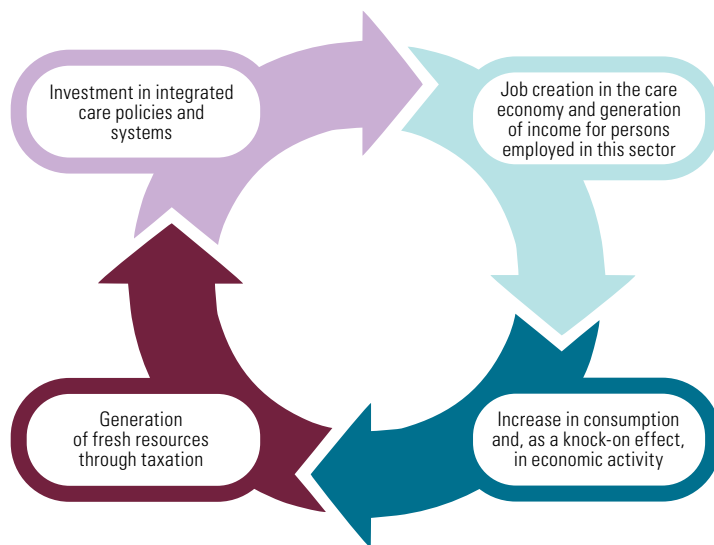 Investment in integrated
care policies and
systems
Job creation in the care
economy and generation
of income for persons
employed in this sector
Increase in consumption
and, as a knock-on effect,
in economic activity
Generation
of fresh resources
through taxation